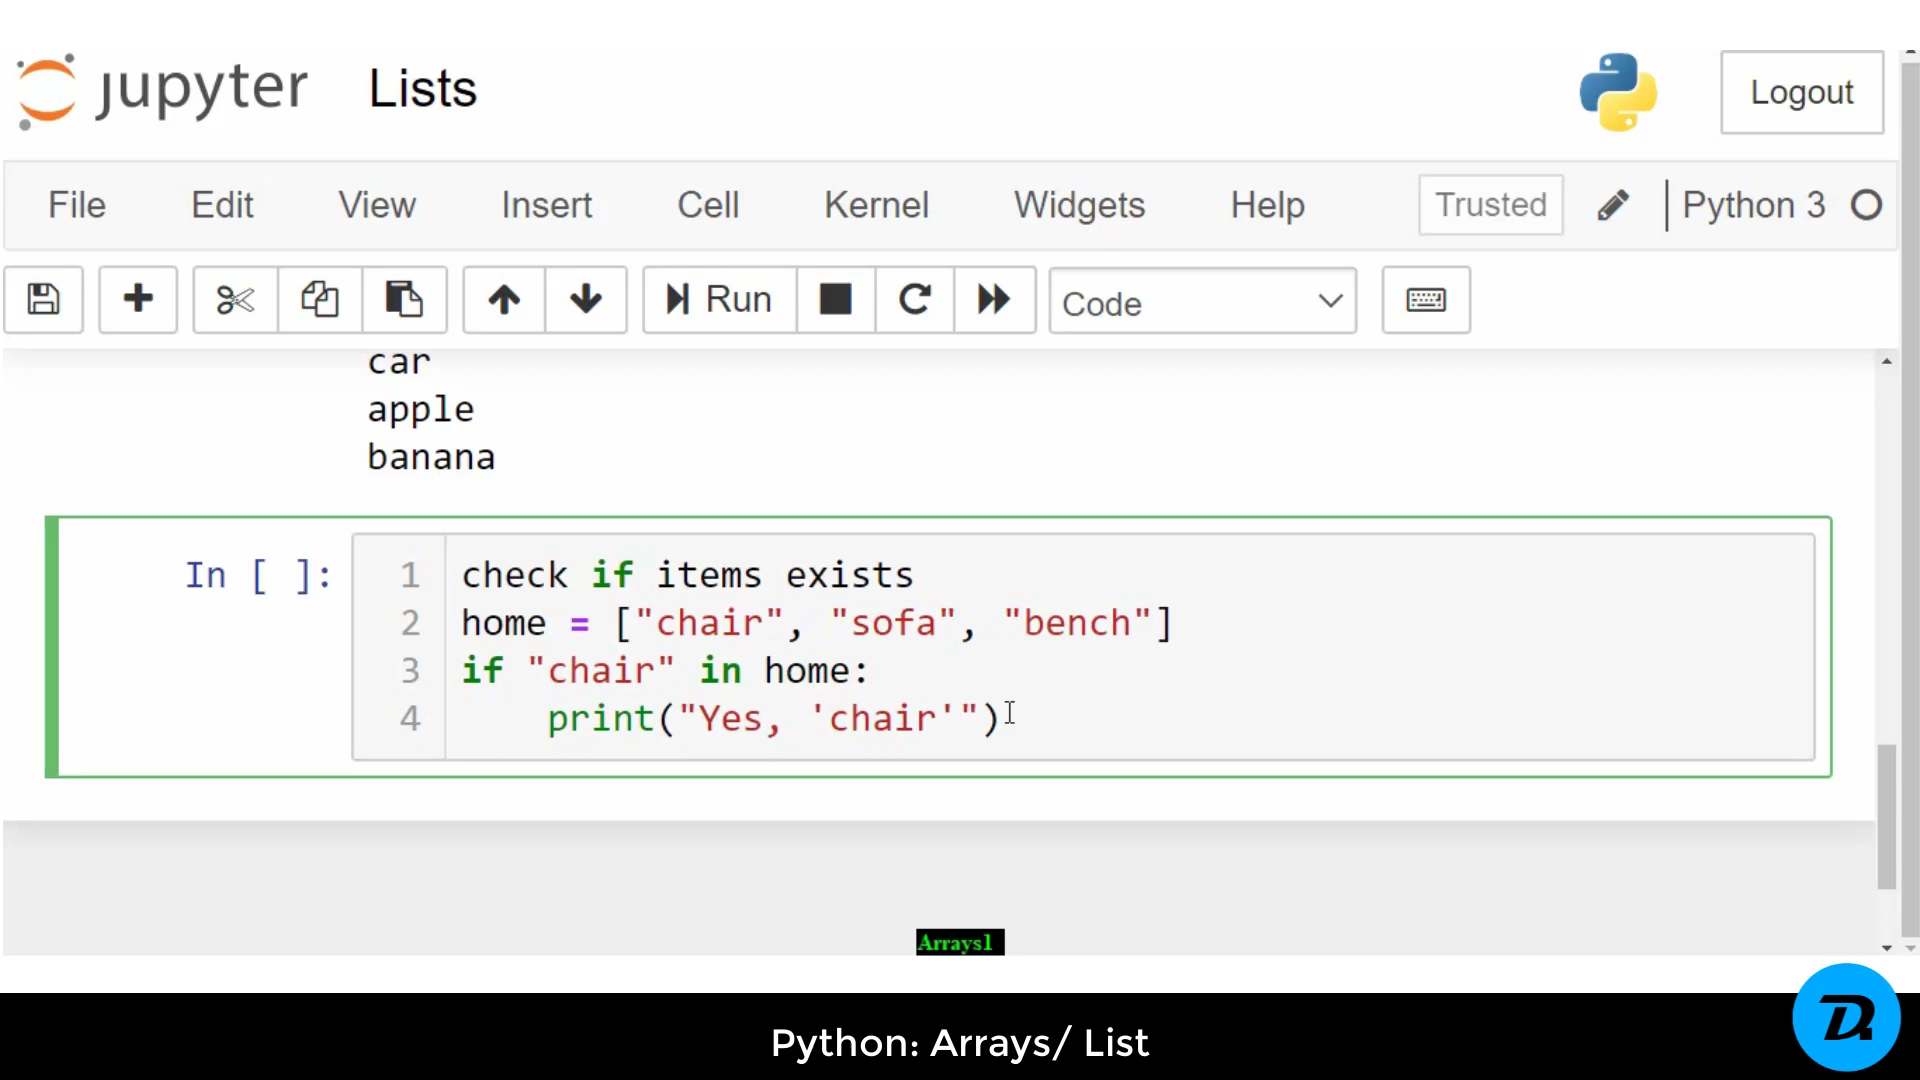 jupyter Lists Logout
File Edit View Insert Cell Kernel Widgets Help Trusted Python 3
Run Code
car
apple
banana
In [ ]:
1 check if items exists
2 home = ["chair", "sofa", "bench"]
3 if "chair" in home:
4 print("Yes, 'chair'")
Arrays1
Python: Arrays/ List